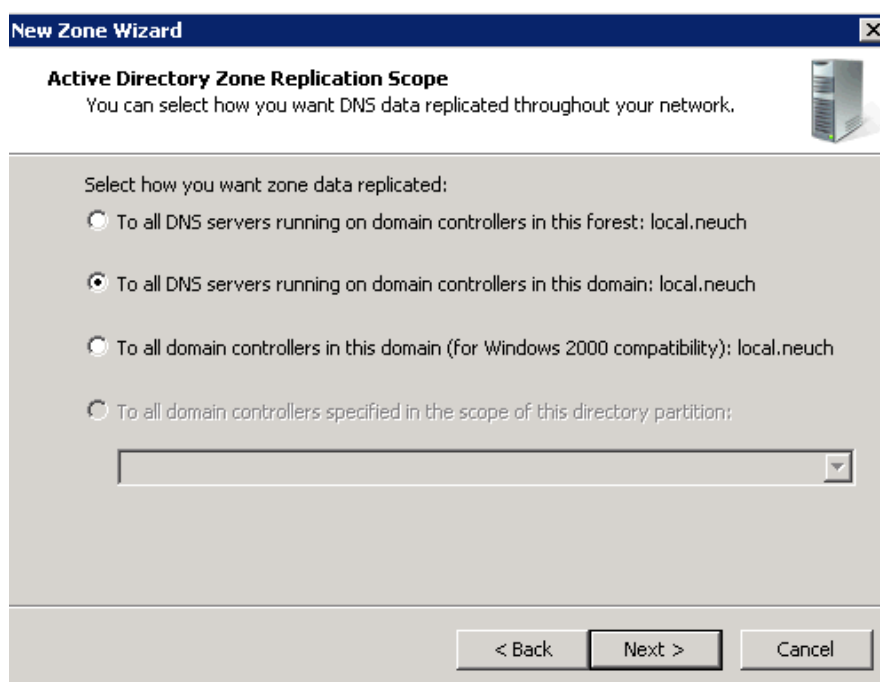 New Zone Wizard
Active Directory Zone Replication Scope
You can select how you want DNS data replicated throughout your network.
Select how you want zone data replicated:
To all DNS servers running on domain controllers in this forest: local.neuch
To all DNS servers running on domain controllers in this domain: local.neuch
To all domain controllers in this domain (for Windows 2000 compatibility): local.neuch
To all domain controllers specified in the scope of this directory partition:
< Back Next > Cancel